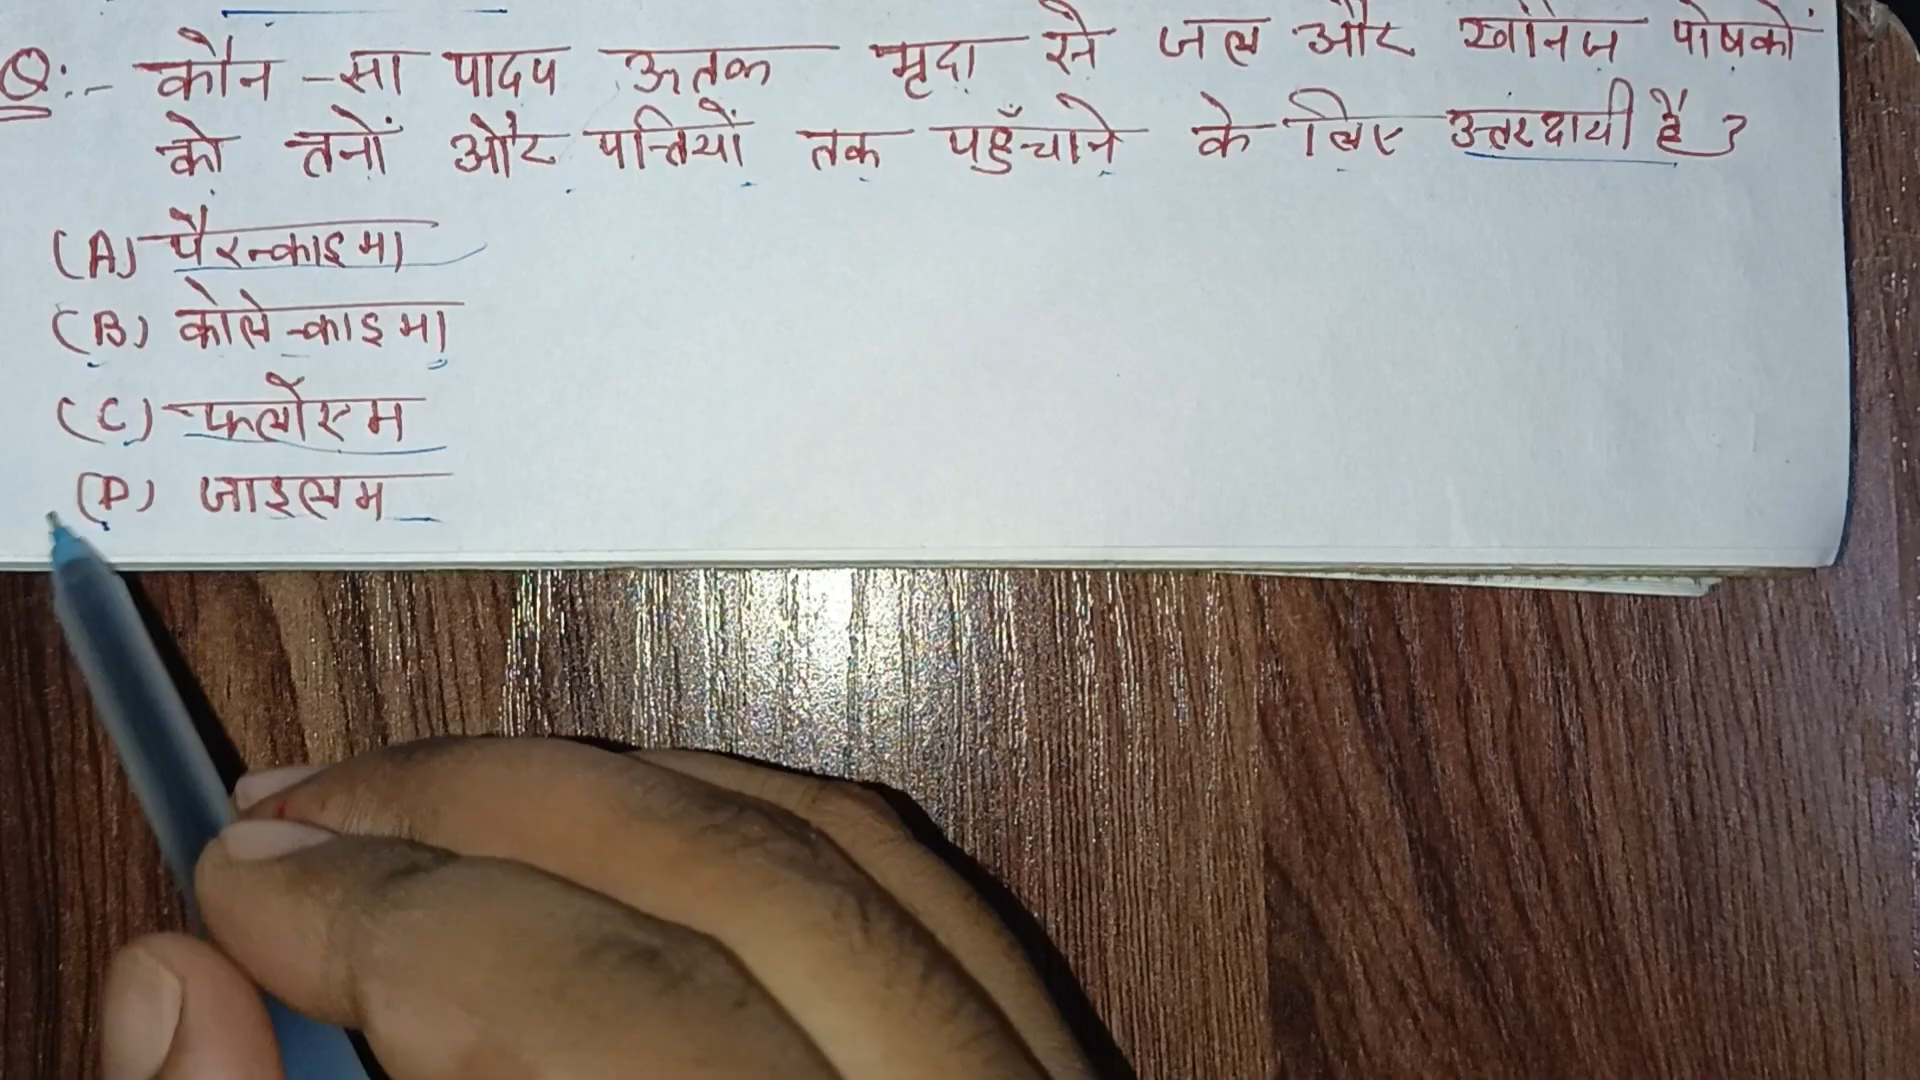 Q:- कौन-सा पादप ऊतक मृदा से जल और खनिज पोषकों
को तनों और पत्तियों तक पहुँचाने के लिए उत्तरदायी है?
(A) पैरन्काइमा
(B) कोलेन्काइमा
(C) फ्लोएम
(D) जाइलम